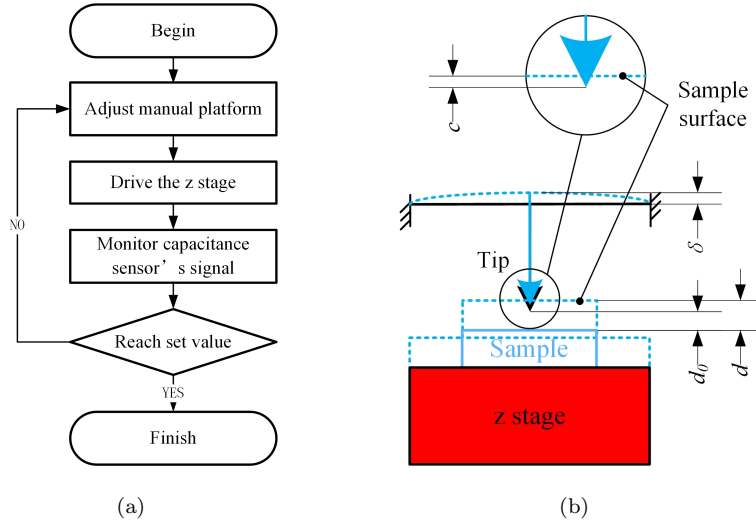 Begin
Adjust manual platform
Drive the z stage
NO
Monitor capacitance
sensor’s signal
Reach set value
YES
Finish
(a)
c
Sample
surface
δ
Tip
Sample
d0
d
z stage
(b)